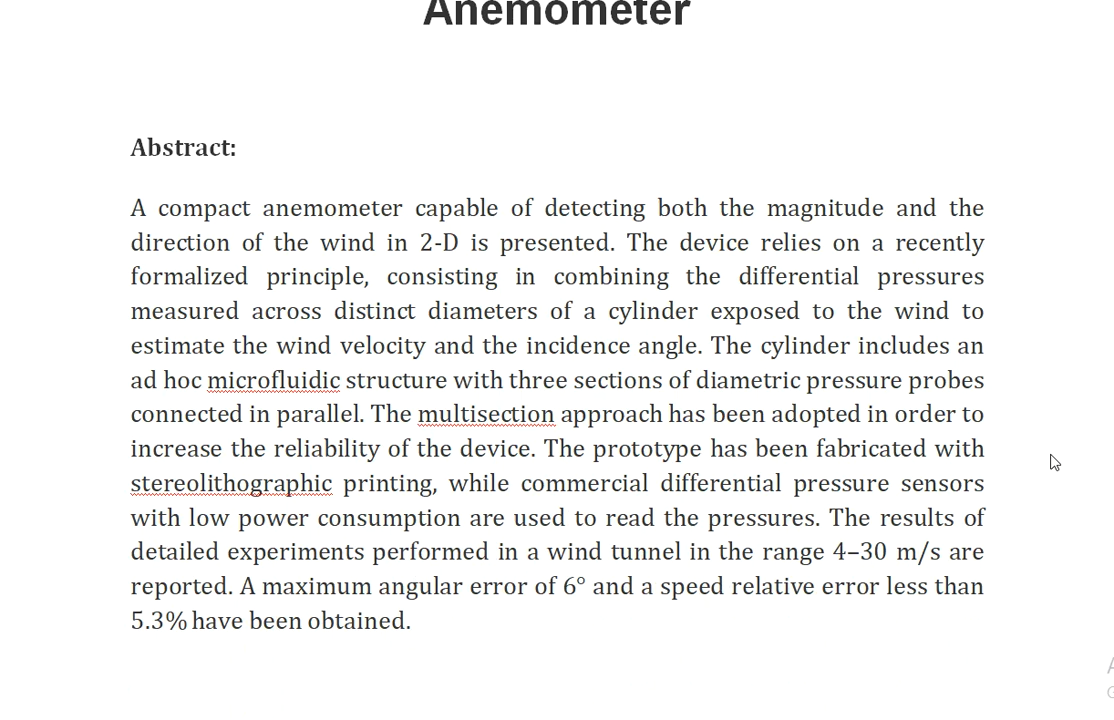 Anemometer
Abstract:
A compact anemometer capable of detecting both the magnitude and the
direction of the wind in 2-D is presented. The device relies on a recently
formalized principle, consisting in combining the differential pressures
measured across distinct diameters of a cylinder exposed to the wind to
estimate the wind velocity and the incidence angle. The cylinder includes an
ad hoc microfluidic structure with three sections of diametric pressure probes
connected in parallel. The multisection approach has been adopted in order to
increase the reliability of the device. The prototype has been fabricated with
stereolithographic printing, while commercial differential pressure sensors
with low power consumption are used to read the pressures. The results of
detailed experiments performed in a wind tunnel in the range 4–30 m/s are
reported. A maximum angular error of 6° and a speed relative error less than
5.3% have been obtained.